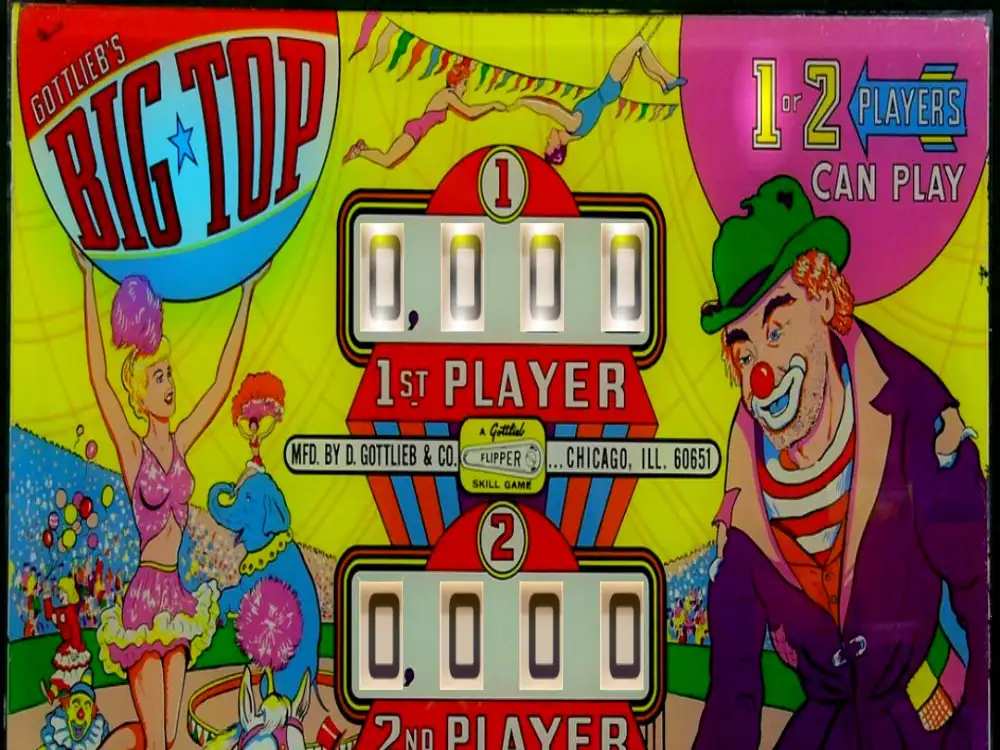 GOTTLIEB'S
BIG TOP
1 or 2 PLAYERS
CAN PLAY
1
0,000
1ST PLAYER
A Gottlieb
MFD. BY D. GOTTLIEB & CO. FLIPPER ...CHICAGO, ILL. 60651
SKILL GAME
2
0,000
2ND PLAYER